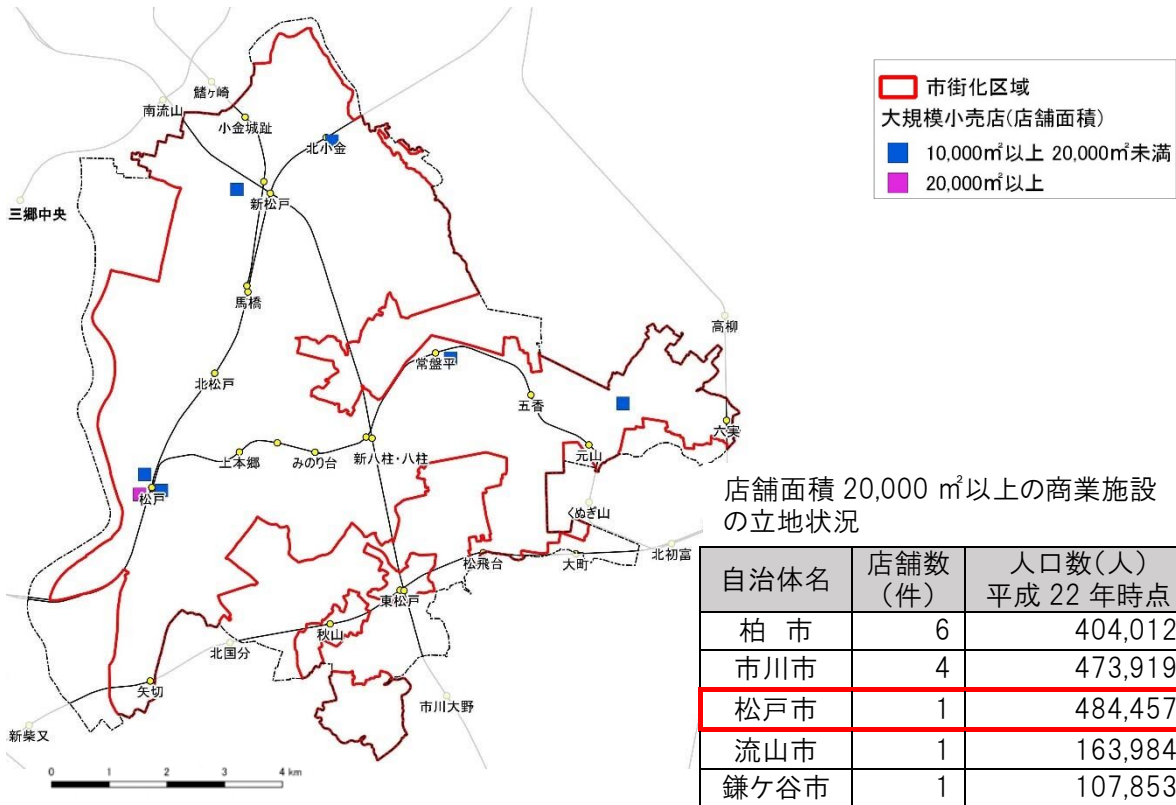 鰭ヶ崎
南流山
小金城趾
北小金
三郷中央
新松戸
馬橋
高柳
常盤平
北松戸
五香
六実
元山
上本郷
みのり台
新八柱・八柱
松戸
くぬぎ山
北初富
松飛台
大町
東松戸
秋山
北国分
矢切
市川大野
新柴又
0 1 2 3 4 km
市街化区域
大規模小売店(店舗面積)
10,000㎡以上 20,000㎡未満
20,000㎡以上
店舗面積 20,000 ㎡以上の商業施設
の立地状況
自治体名 店舗数(件) 人口数(人)平成 22 年時点
柏 市 6 404,012
市川市 4 473,919
松戸市 1 484,457
流山市 1 163,984
鎌ケ谷市 1 107,853